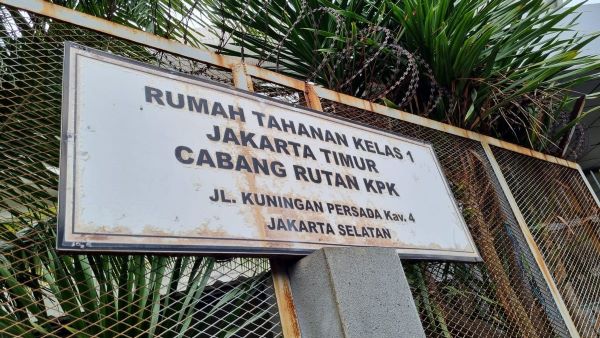 RUMAH TAHANAN KELAS 1
JAKARTA TIMUR
CABANG RUTAN KPK
JL. KUNINGAN PERSADA Kav. 4
JAKARTA SELATAN